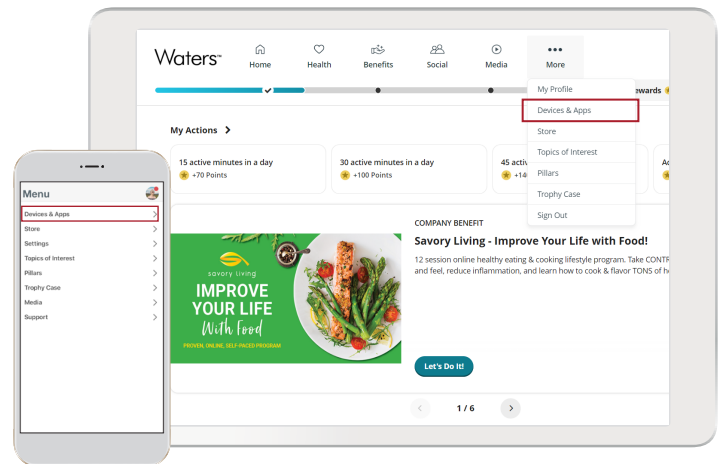 Waters™
Home
Health
Benefits
Social
Media
More
My Profile
Devices & Apps
Store
Topics of Interest
Pillars
Trophy Case
Sign Out
My Actions
15 active minutes in a day
+70 Points
30 active minutes in a day
+100 Points
savory living
IMPROVE
YOUR LIFE
With Food
PROVEN, ONLINE, SELF-PACED PROGRAM
COMPANY BENEFIT
Savory Living - Improve Your Life with Food!
12 session online healthy eating & cooking lifestyle program. Take
and feel, reduce inflammation, and learn how to cook & flavor TONS of
Let's Do It!
1 / 6
Menu
Devices & Apps
Store
Settings
Topics of Interest
Pillars
Trophy Case
Media
Support